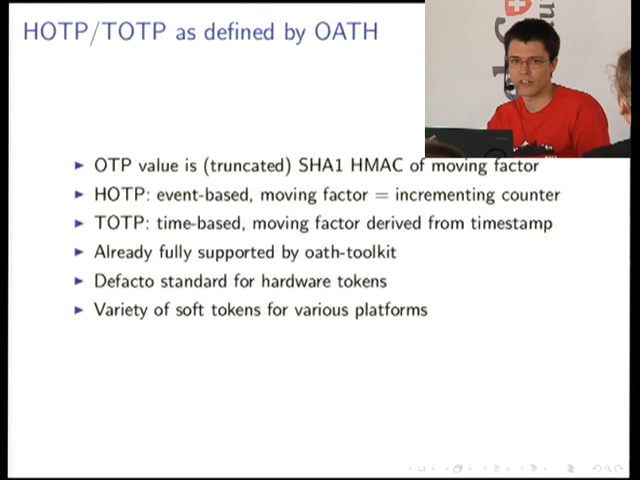 HOTP/TOTP as defined by OATH
OTP value is (truncated) SHA1 HMAC of moving factor
HOTP: event-based, moving factor = incrementing counter
TOTP: time-based, moving factor derived from timestamp
Already fully supported by oath-toolkit
Defacto standard for hardware tokens
Variety of soft tokens for various platforms